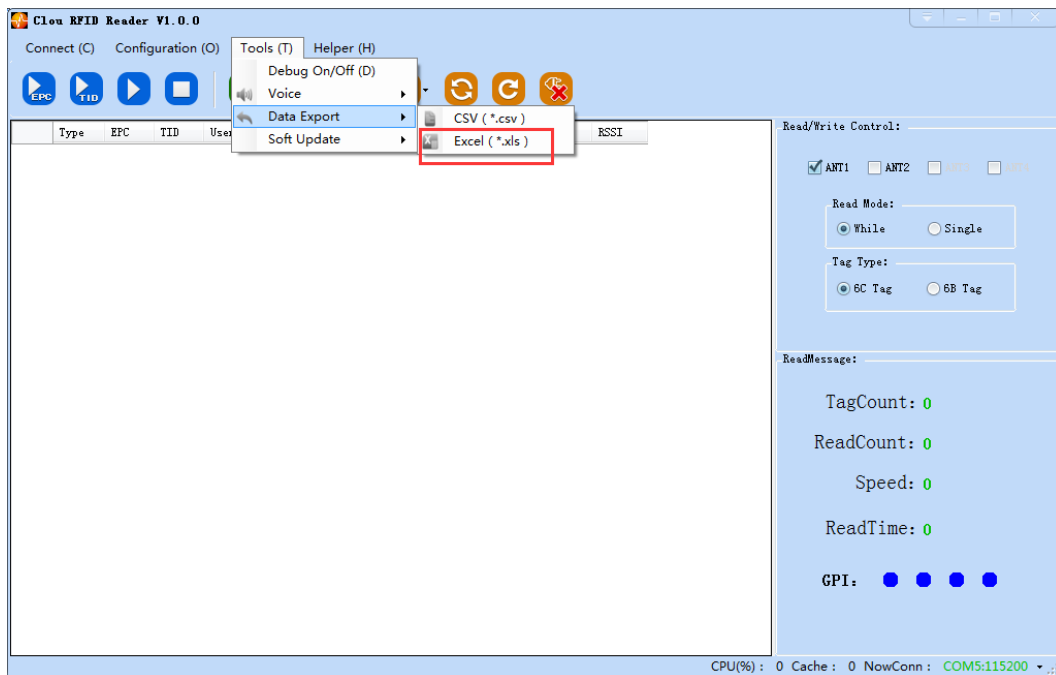 Clou RFID Reader V1.0.0
Connect (C) Configuration (O) Tools (T) Helper (H)
EPC TID
Debug On/Off (D)
Voice
Data Export
Soft Update
CSV ( *.csv )
Excel ( *.xls )
Type EPC TID RSSI
Read/Write Control:
ANT1 ANT2
Read Mode:
While Single
Tag Type:
6C Tag 6B Tag
ReadMessage:
TagCount: 0
ReadCount: 0
Speed: 0
ReadTime: 0
GPI:
CPU(%) : 0 Cache : 0 NowConn : COM5:115200